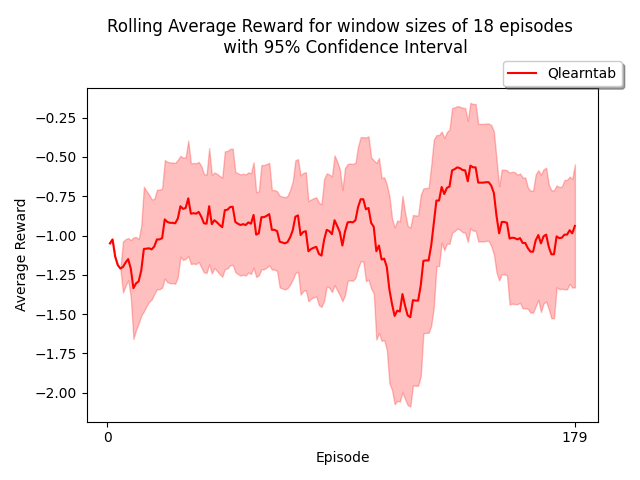 Rolling Average Reward for window sizes of 18 episodes
with 95% Confidence Interval
Qlearntab
−0.25
−0.50
−0.75
−1.00
−1.25
−1.50
−1.75
−2.00
Average Reward
0
179
Episode